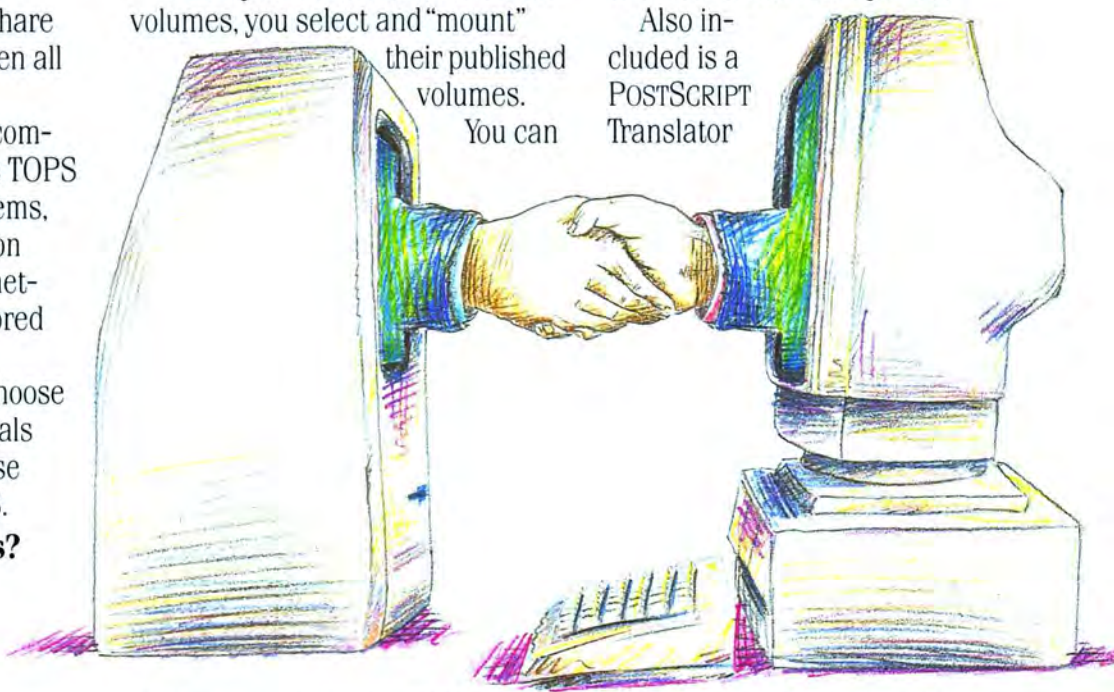 hare
en all
com-
TOPS
ems,
on
net-
ored
hoose
als
se
s?
volumes, you select and “mount”
their published
volumes.
You can
Also in-
cluded is a
POSTSCRIPT
Translator